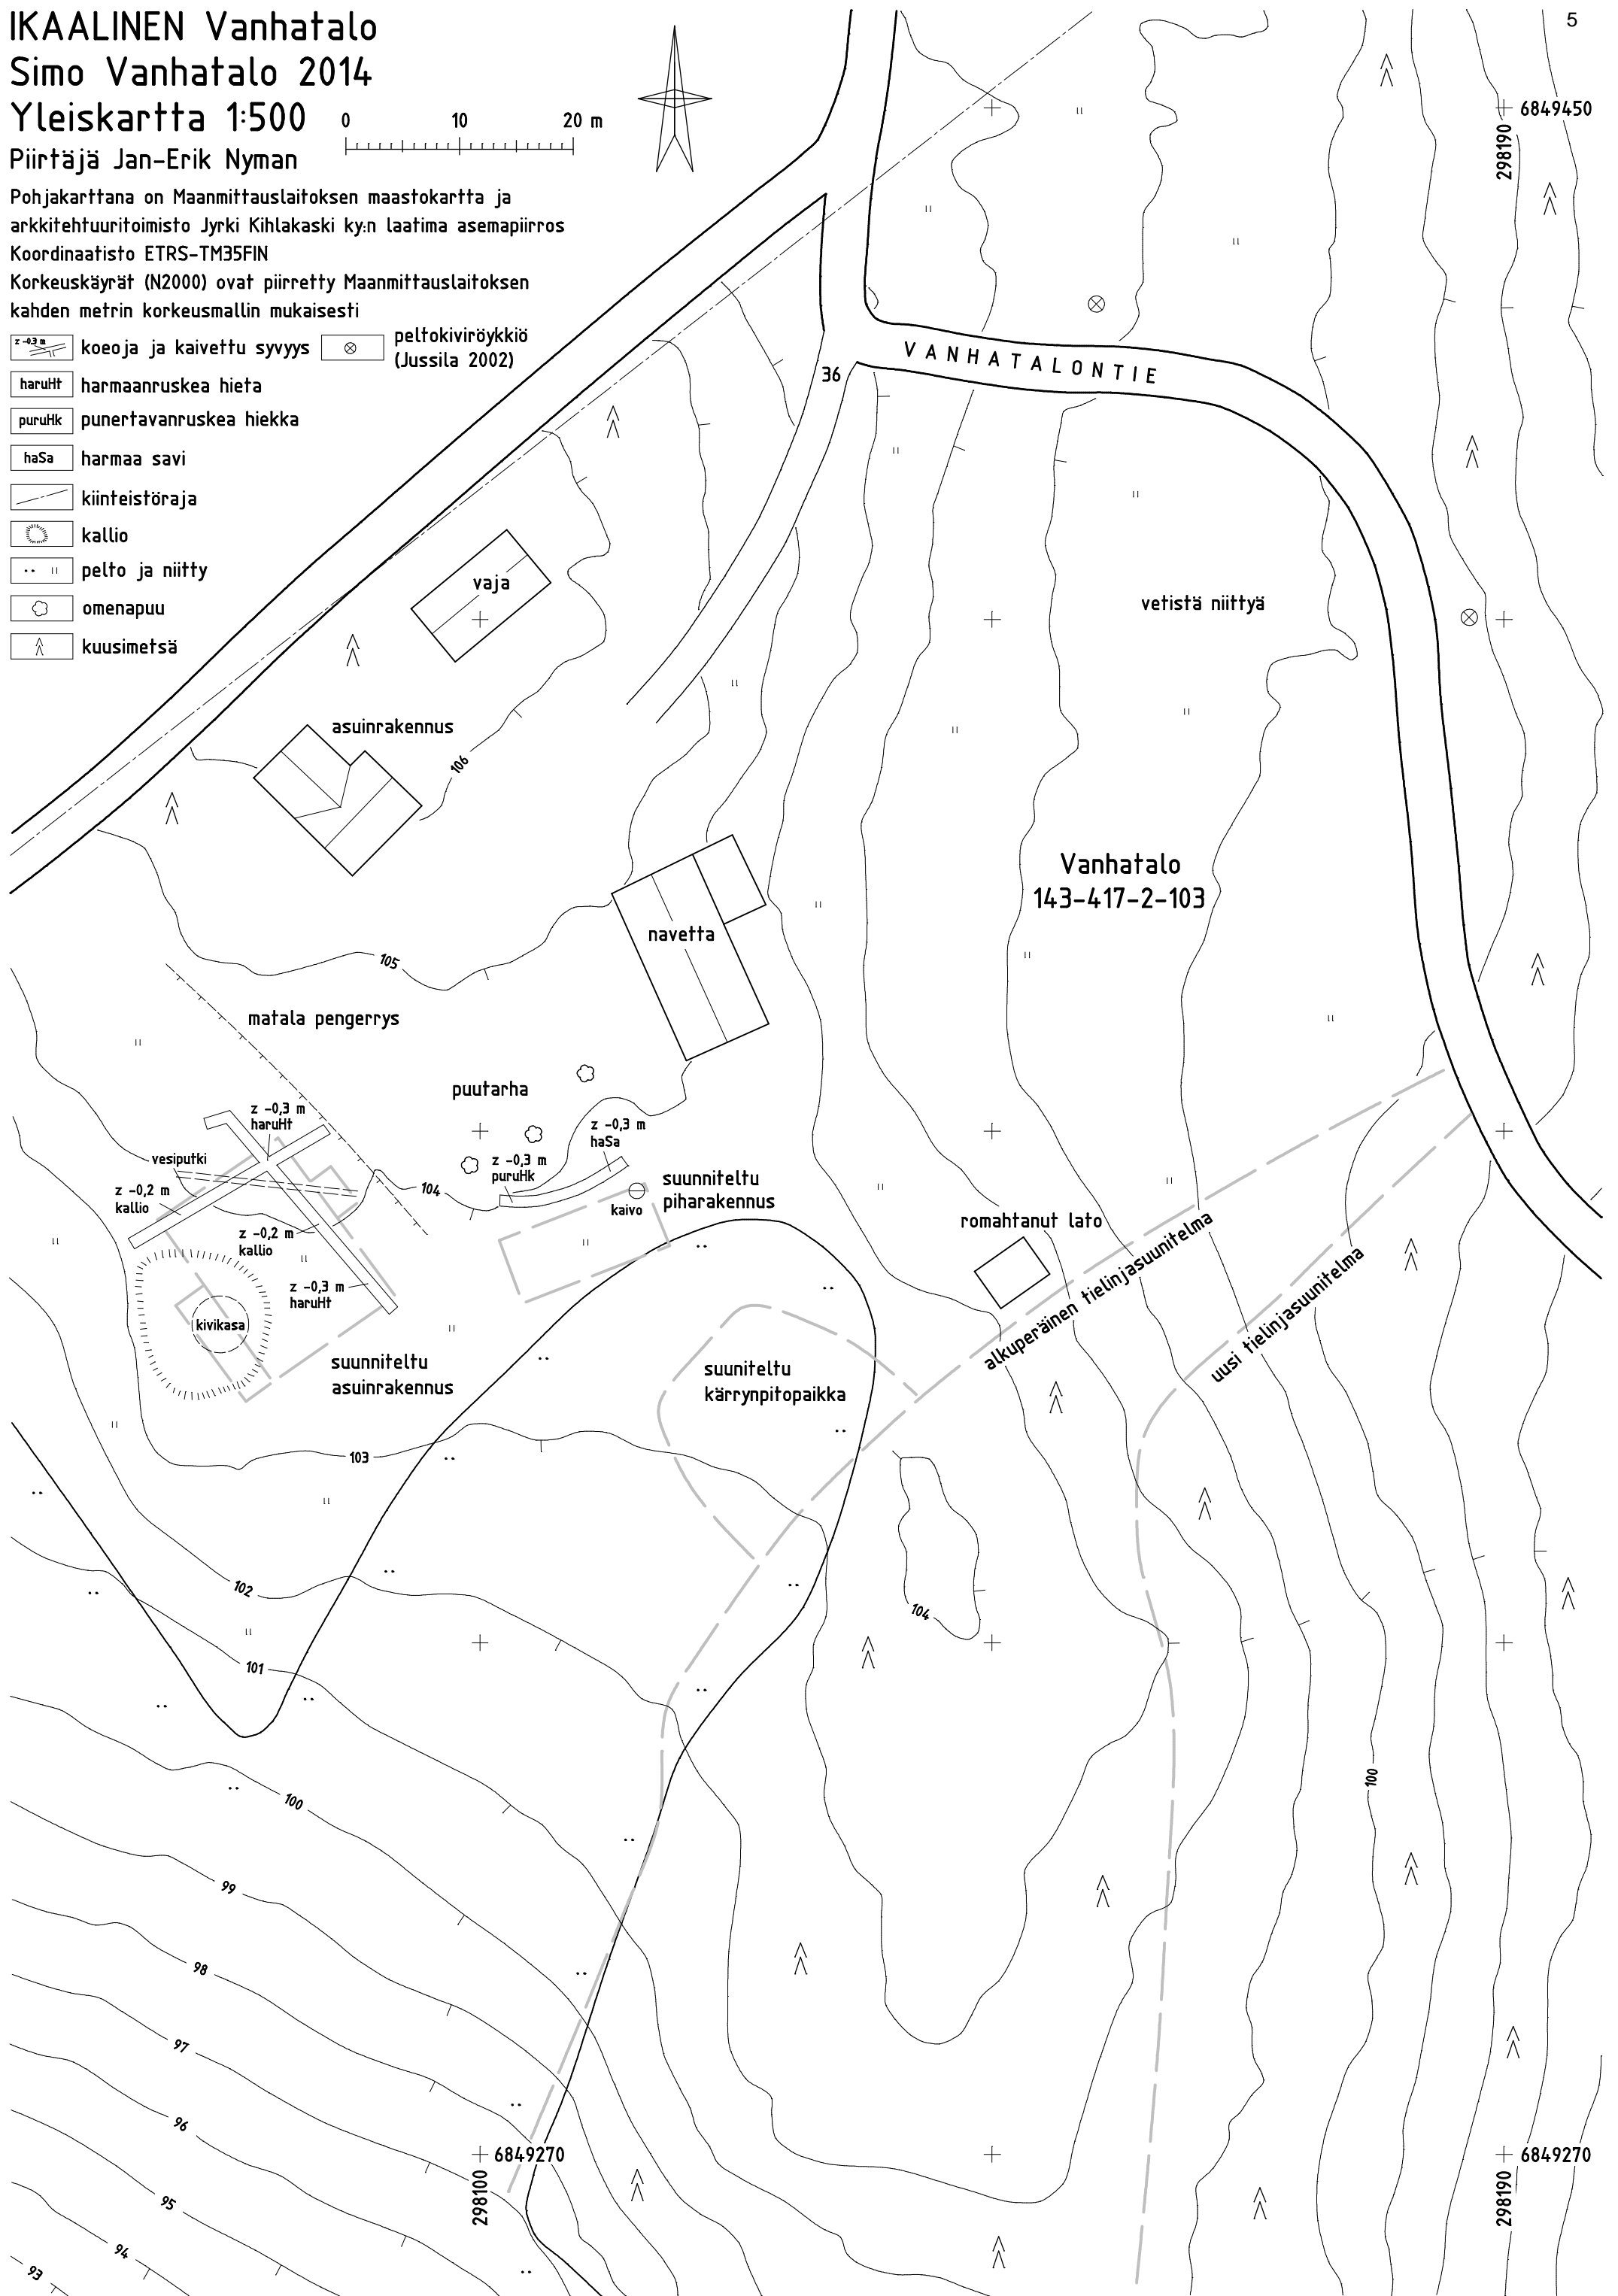 5
IKAALINEN Vanhatalo
Simo Vanhatalo 2014
Yleiskartta 1:500
0 10 20 m
Piirtäjä Jan-Erik Nyman
Pohjakarttana on Maanmittauslaitoksen maastokartta ja
arkkitehtuuritoimisto Jyrki Kihlakaski ky:n laatima asemapiirros
Koordinaatisto ETRS-TM35FIN
Korkeuskäyrät (N2000) ovat piirretty Maanmittauslaitoksen
kahden metrin korkeusmallin mukaisesti
z -0.3 m
koeoja ja kaivettu syvyys
peltokiviröykkiö
(Jussila 2002)
haruHt harmaanruskea hieta
puruHk punertavanruskea hiekka
haSa harmaa savi
kiinteistöraja
kallio
pelto ja niitty
omenapuu
kuusimetsä
6849450
298190
VANHATALONTIE
36
vaja
vetistä niittyä
asuinrakennus
106
Vanhatalo
143-417-2-103
navetta
105
matala pengerrys
puutarha
z -0,3 m
haruHt
z -0,3 m
haSa
vesiputki
z -0,3 m
puruHk
z -0,2 m
kallio
104
suunniteltu
piharakennus
kaivo
z -0,2 m
kallio
romahtanut lato
z -0,3 m
haruHt
kivikasa
alkuperäinen tielinjasuunitelma
uusi tielinjasuunitelma
suunniteltu
asuinrakennus
suuniteltu
kärrynpitopaikka
103
102
104
101
100
100
99
98
97
96
6849270
298100
6849270
298190
95
94
93